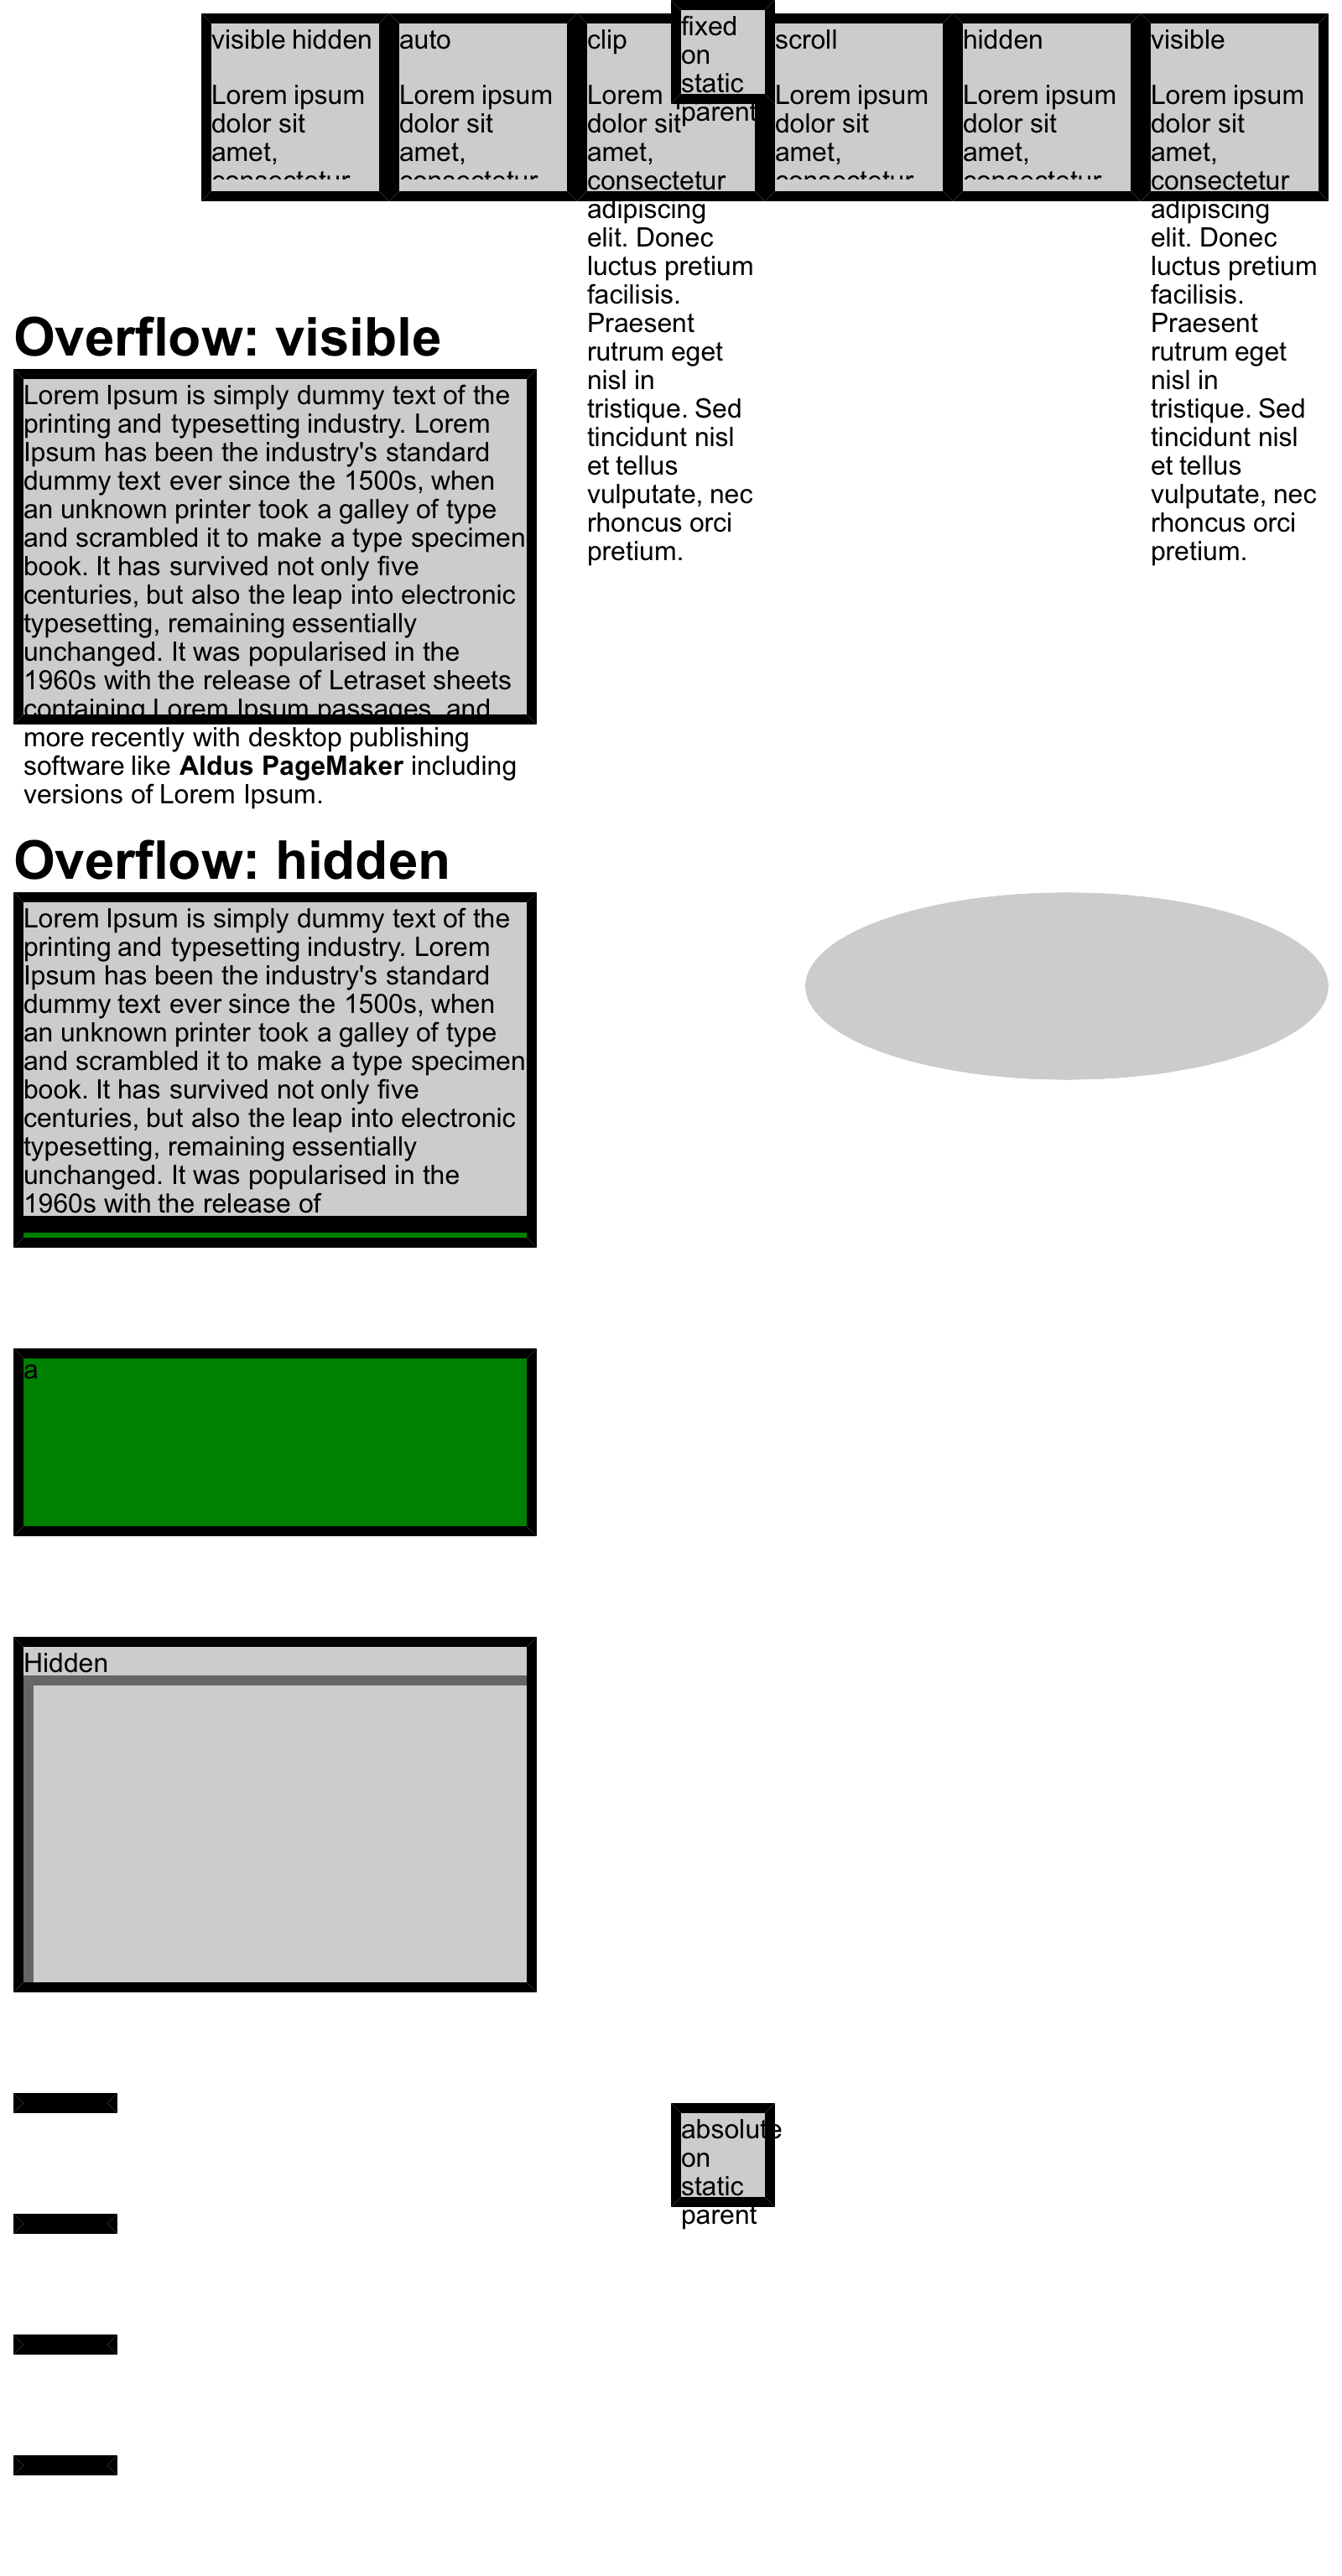 visible hidden
Lorem ipsum
dolor sit
amet,
consectetur
auto
Lorem ipsum
dolor sit
amet,
consectetur
clip
Lorem
dolor sit
amet,
consectetur
adipiscing
elit. Donec
luctus pretium
facilisis.
Praesent
rutrum eget
nisl in
tristique. Sed
tincidunt nisl
et tellus
vulputate, nec
rhoncus orci
pretium.
fixed
on
static
parent
scroll
Lorem ipsum
dolor sit
amet,
consectetur
hidden
Lorem ipsum
dolor sit
amet,
consectetur
visible
Lorem ipsum
dolor sit
amet,
consectetur
adipiscing
elit. Donec
luctus pretium
facilisis.
Praesent
rutrum eget
nisl in
tristique. Sed
tincidunt nisl
et tellus
vulputate, nec
rhoncus orci
pretium.
Overflow: visible
Lorem Ipsum is simply dummy text of the
printing and typesetting industry. Lorem
Ipsum has been the industry's standard
dummy text ever since the 1500s, when
an unknown printer took a galley of type
and scrambled it to make a type specimen
book. It has survived not only five
centuries, but also the leap into electronic
typesetting, remaining essentially
unchanged. It was popularised in the
1960s with the release of Letraset sheets
containing Lorem Ipsum passages, and
more recently with desktop publishing
software like Aldus PageMaker including
versions of Lorem Ipsum.
Overflow: hidden
Lorem Ipsum is simply dummy text of the
printing and typesetting industry. Lorem
Ipsum has been the industry's standard
dummy text ever since the 1500s, when
an unknown printer took a galley of type
and scrambled it to make a type specimen
book. It has survived not only five
centuries, but also the leap into electronic
typesetting, remaining essentially
unchanged. It was popularised in the
1960s with the release of
a
Hidden
absolute
on
static
parent